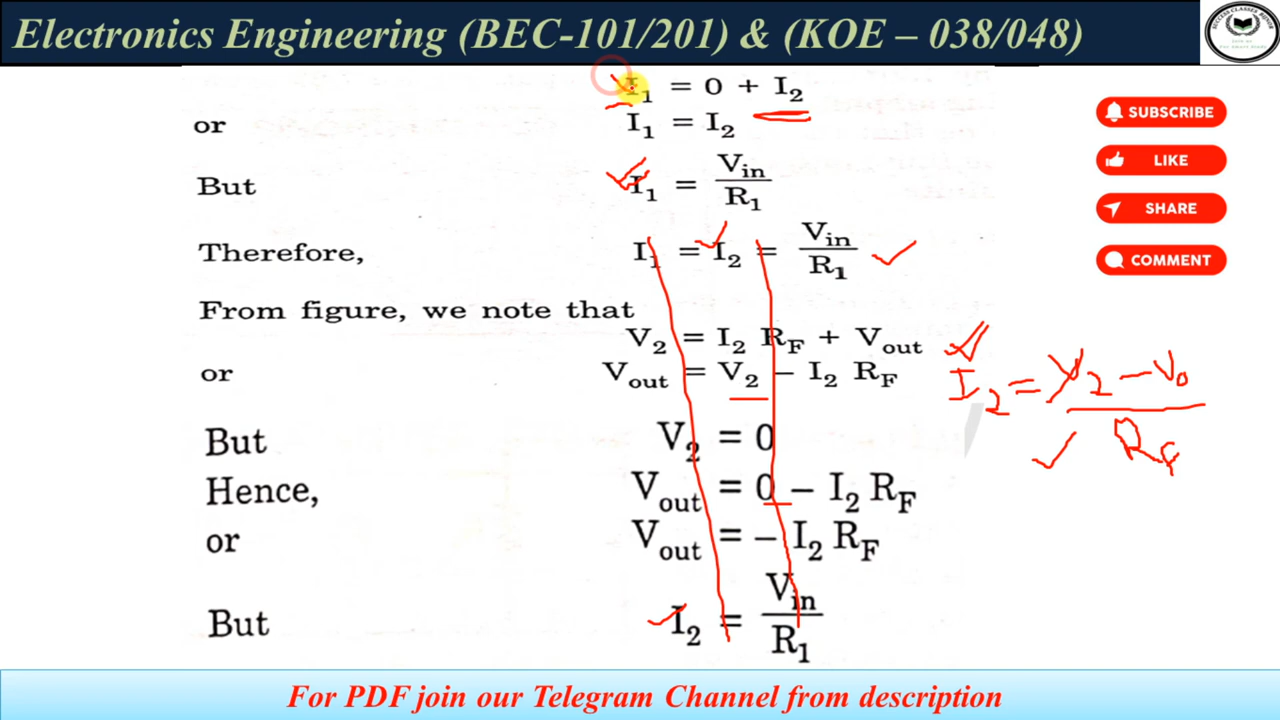 Electronics Engineering (BEC-101/201) & (KOE – 038/048)
I₁ = 0 + I₂
or I₁ = I₂
But I₁ = Vin / R₁
Therefore, I₁ = I₂ = Vin / R₁
From figure, we note that
V₂ = I₂ RF + Vout
or Vout = V₂ – I₂ RF
But V₂ = 0
Hence, Vout = 0 – I₂ RF
or Vout = – I₂ RF
But I₂ = Vin / R₁
I₂ = V₂ – V₀ / Rf
SUBSCRIBE
LIKE
SHARE
COMMENT
For PDF join our Telegram Channel from description